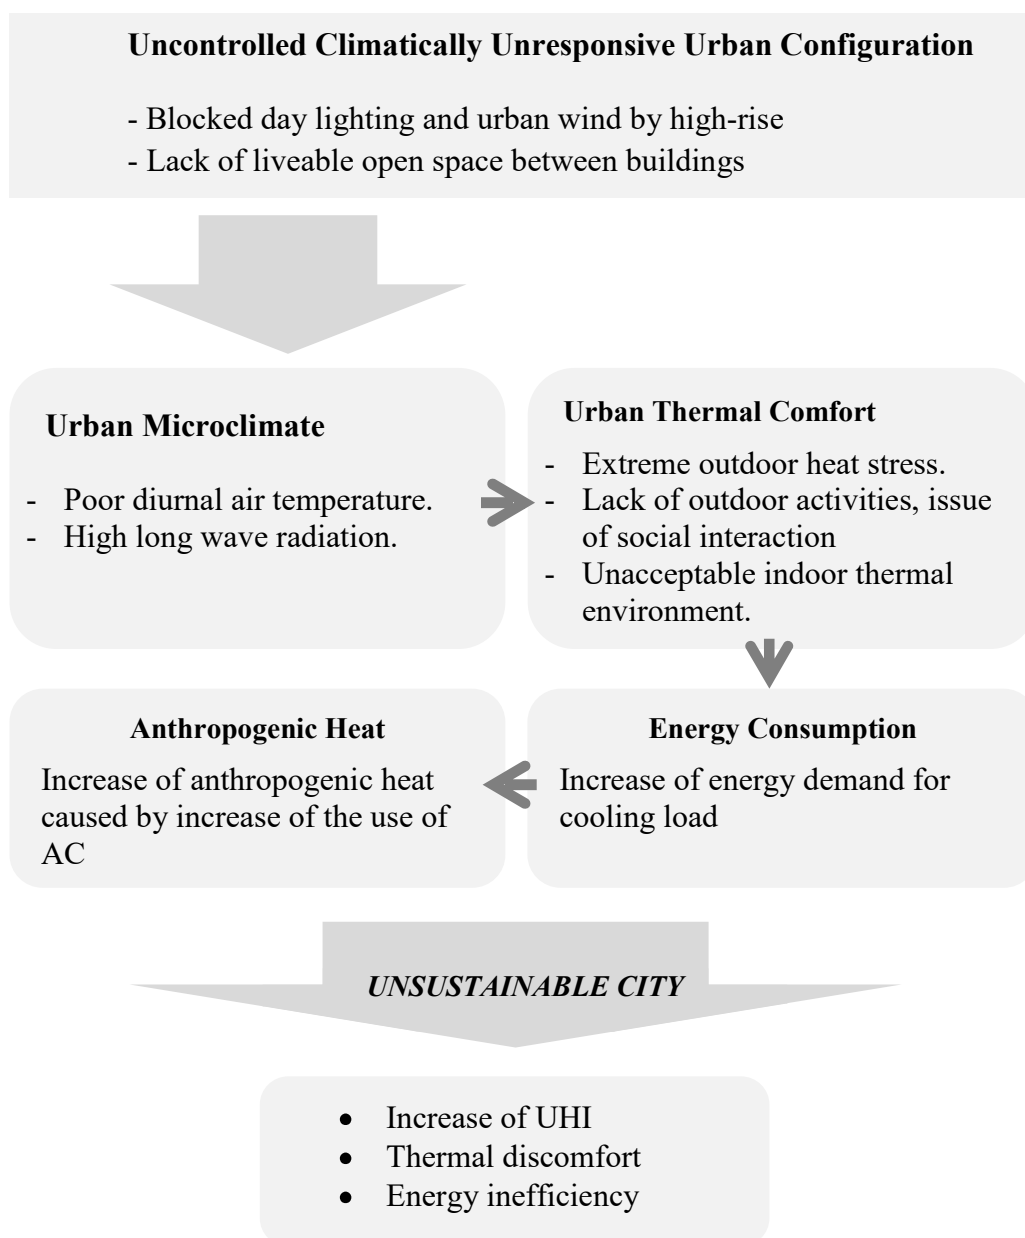 Uncontrolled Climatically Unresponsive Urban Configuration
- Blocked day lighting and urban wind by high-rise
- Lack of liveable open space between buildings
Urban Microclimate
- Poor diurnal air temperature.
- High long wave radiation.
Urban Thermal Comfort
- Extreme outdoor heat stress.
- Lack of outdoor activities, issue
of social interaction
- Unacceptable indoor thermal
environment.
Anthropogenic Heat
Increase of anthropogenic heat
caused by increase of the use of
AC
Energy Consumption
Increase of energy demand for
cooling load
UNSUSTAINABLE CITY
• Increase of UHI
• Thermal discomfort
• Energy inefficiency